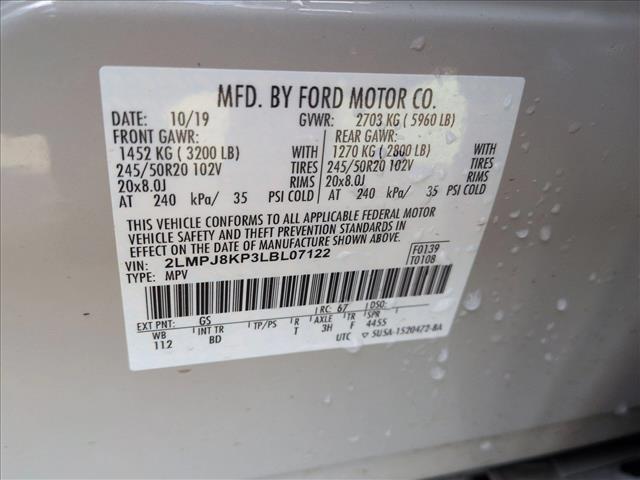 MFD. BY FORD MOTOR CO.
DATE: 10/19 GVWR: 2703 KG ( 5960 LB)
FRONT GAWR: REAR GAWR:
1452 KG ( 3200 LB) WITH 1270 KG ( 2800 LB) WITH
245/50R20 102V TIRES 245/50R20 102V TIRES
20x8.0J RIMS 20x8.0J RIMS
AT 240 kPa/ 35 PSI COLD AT 240 kPa/ 35 PSI COLD
THIS VEHICLE CONFORMS TO ALL APPLICABLE FEDERAL MOTOR
VEHICLE SAFETY AND THEFT PREVENTION STANDARDS IN EFFECT
ON THE DATE OF MANUFACTURE SHOWN ABOVE.
VIN: 2LMPJ8KP3LBL07122 F0139
TYPE: MPV T0108
EXT PNT: GS RC: 67 DSO:
WB INT TR TP/PS R AXLE TR SPR
112 BD T 3H F 4455
UTC 5U5A-1520472-BA